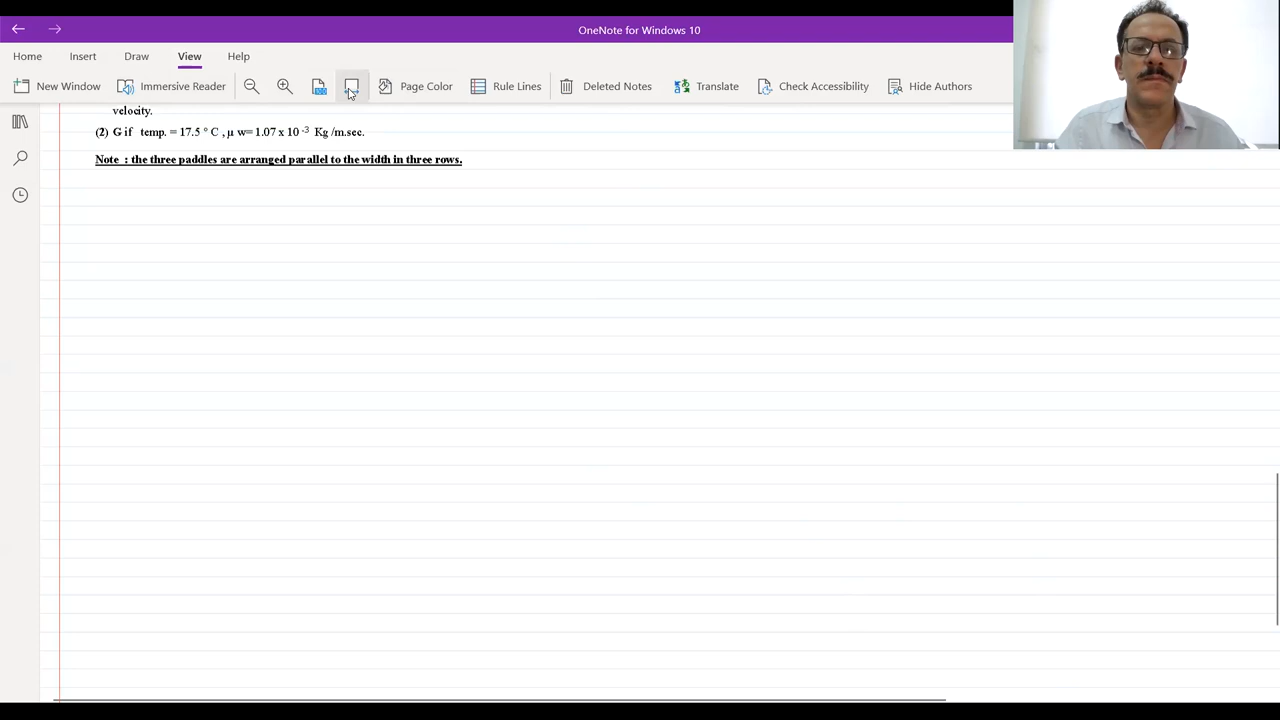 OneNote for Windows 10
Home Insert Draw View Help
New Window Immersive Reader Page Color Rule Lines Deleted Notes Translate Check Accessibility Hide Authors
velocity.
(2) G if temp. = 17.5 ° C , µ w= 1.07 x 10 -3 Kg /m.sec.
Note : the three paddles are arranged parallel to the width in three rows.